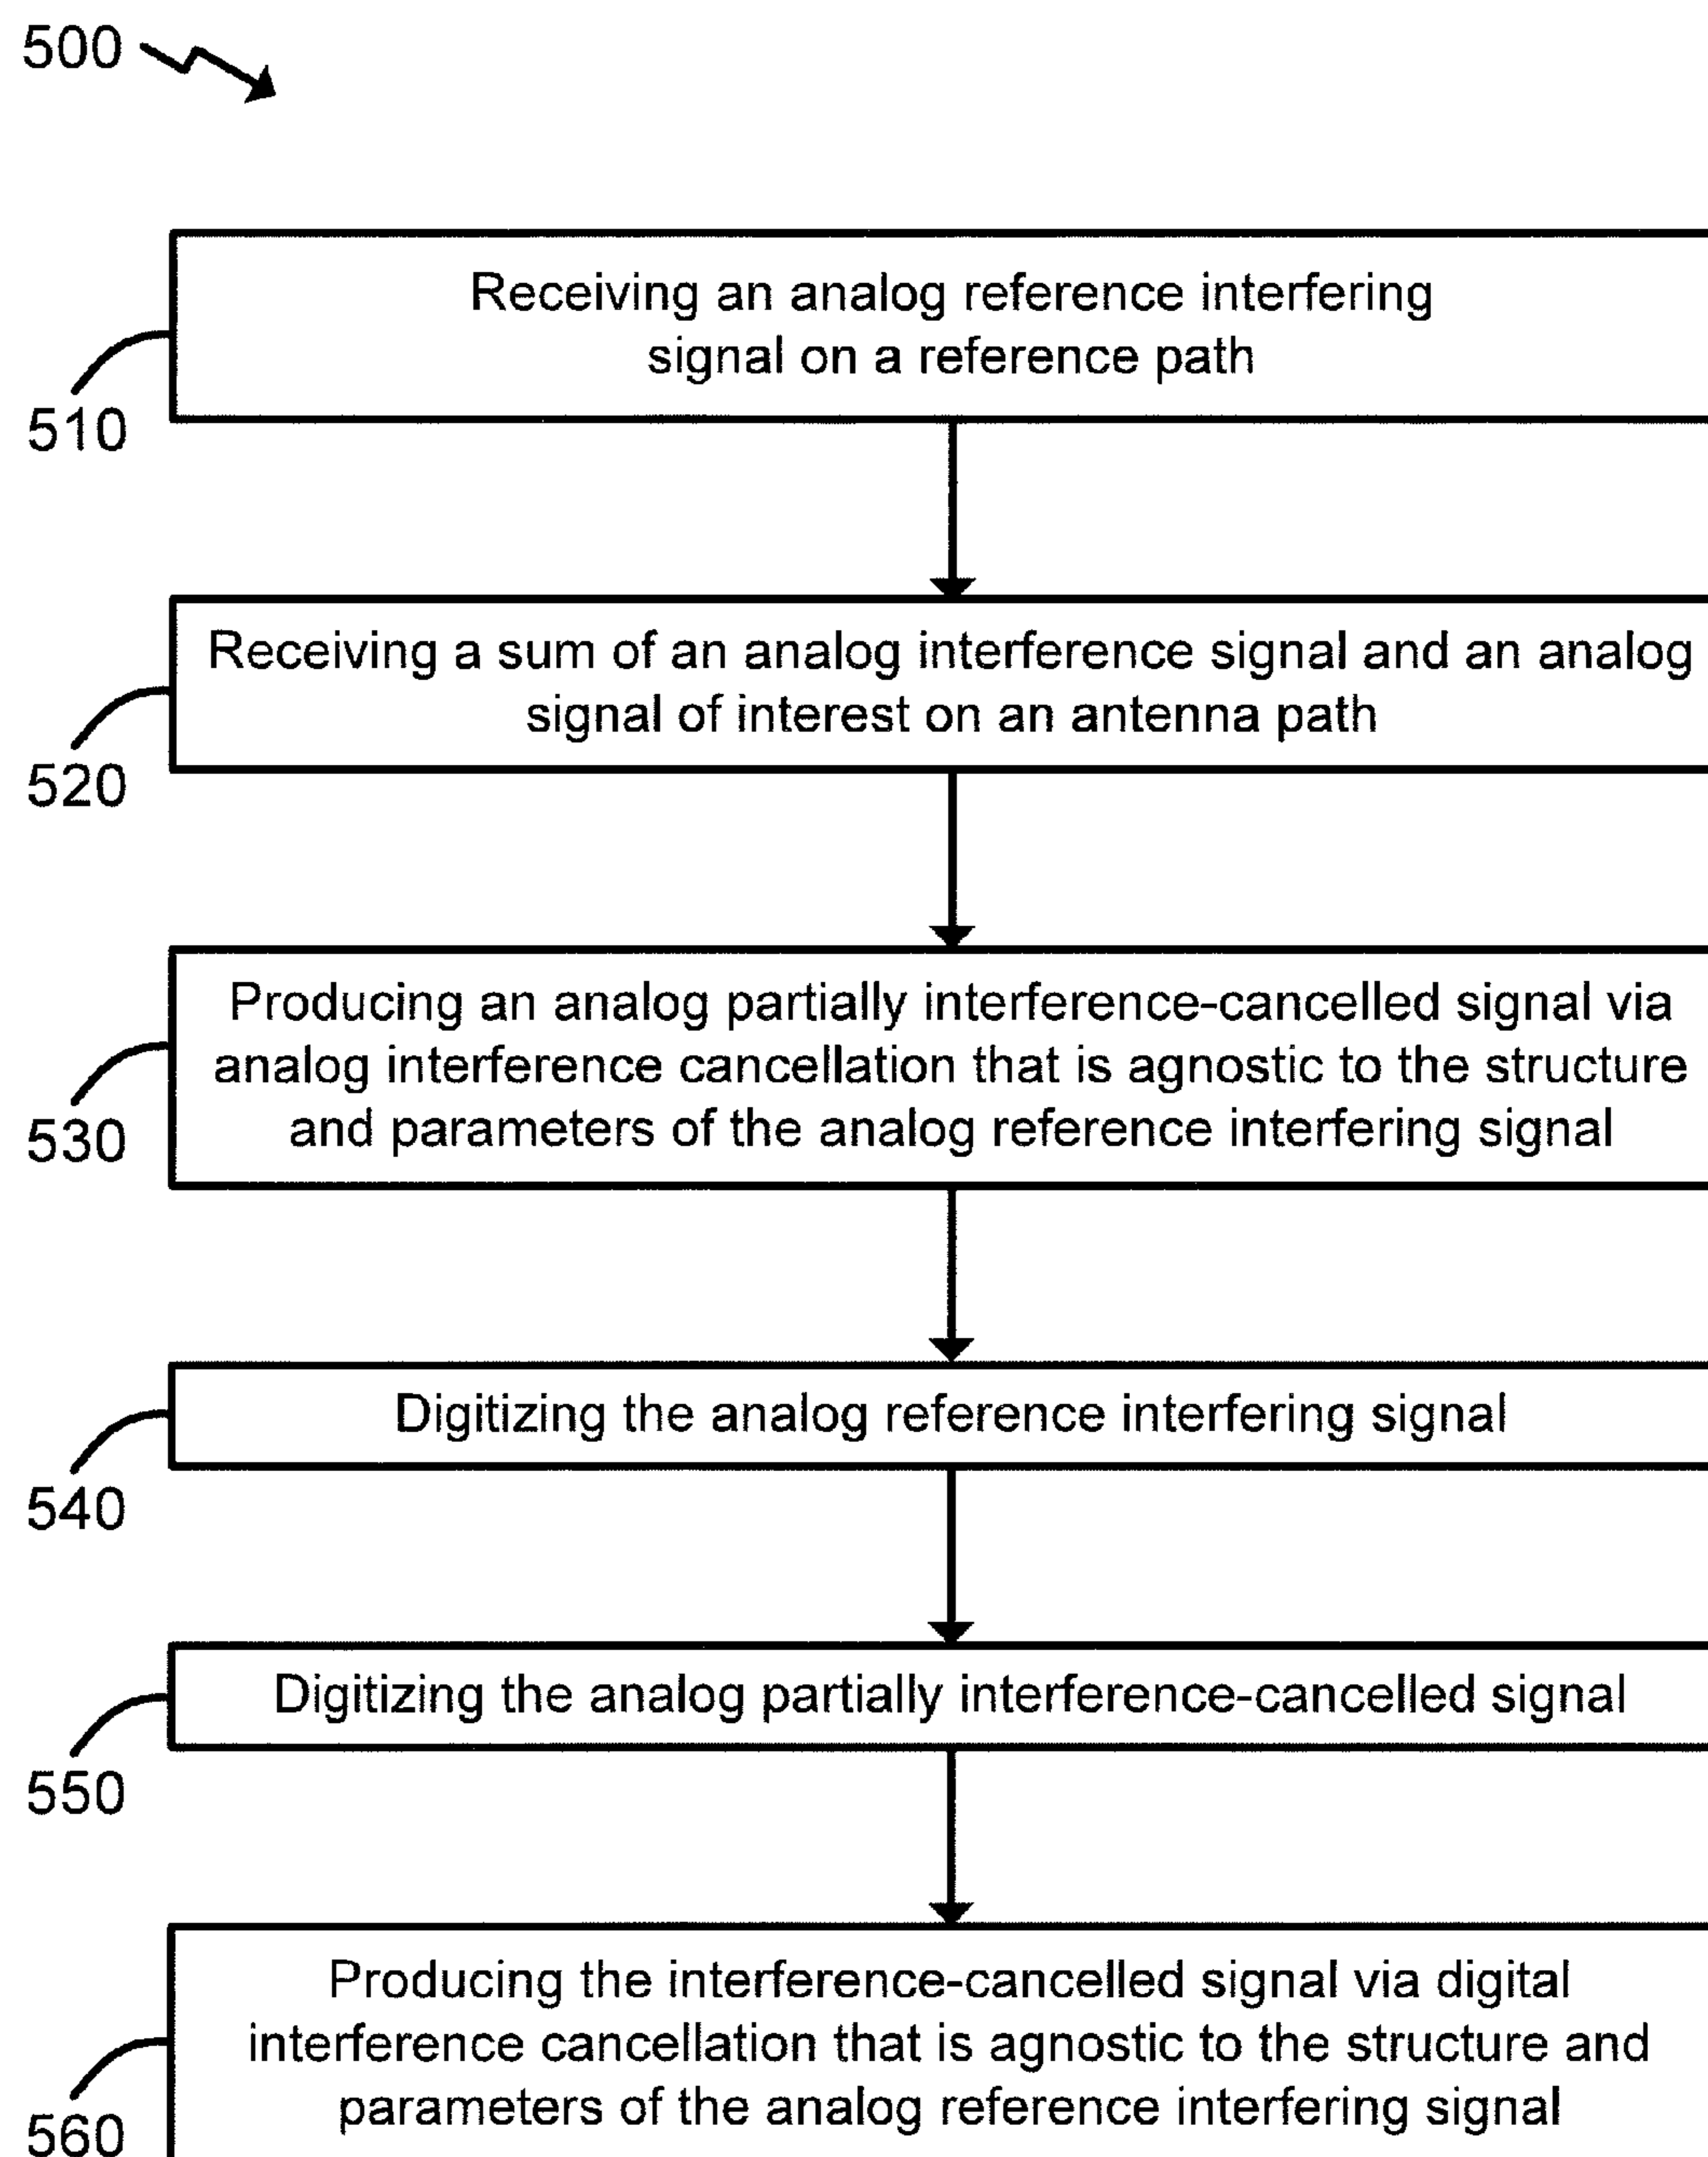 500
Receiving an analog reference interfering
signal on a reference path
510
Receiving a sum of an analog interference signal and an analog
signal of interest on an antenna path
520
Producing an analog partially interference-cancelled signal via
analog interference cancellation that is agnostic to the structure
and parameters of the analog reference interfering signal
530
Digitizing the analog reference interfering signal
540
Digitizing the analog partially interference-cancelled signal
550
Producing the interference-cancelled signal via digital
interference cancellation that is agnostic to the structure and
parameters of the analog reference interfering signal
560